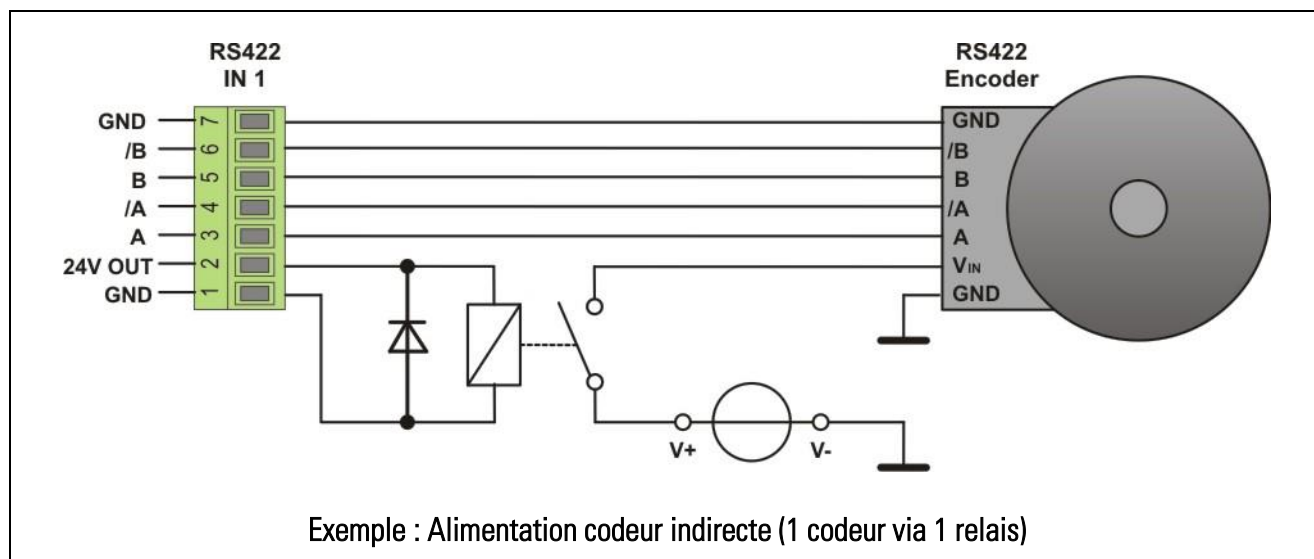 RS422
IN 1
RS422
Encoder
GND 7 GND
/B 6 /B
B 5 B
/A 4 /A
A 3 A
24V OUT 2 VIN
GND 1 GND
V+ V-
Exemple : Alimentation codeur indirecte (1 codeur via 1 relais)